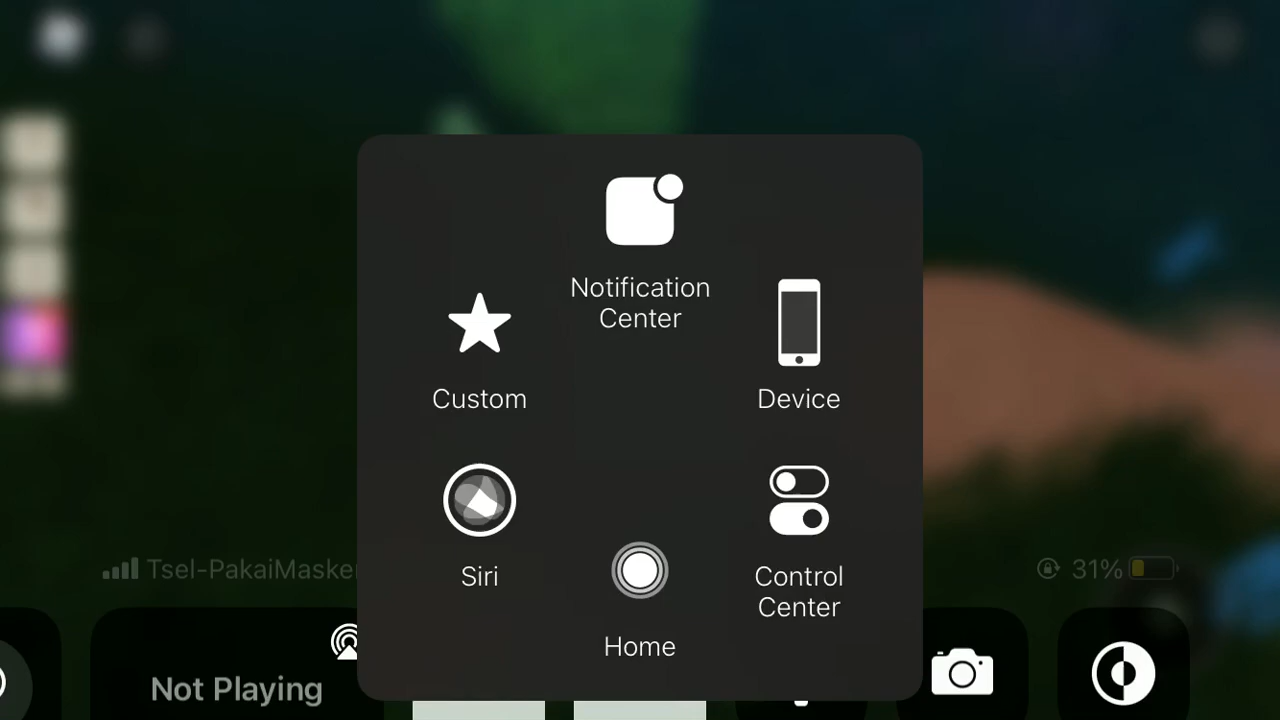 Notification
Center
Custom
Device
Siri
Control
Center
Home
Tsel-PakaiMasker
31%
Not Playing